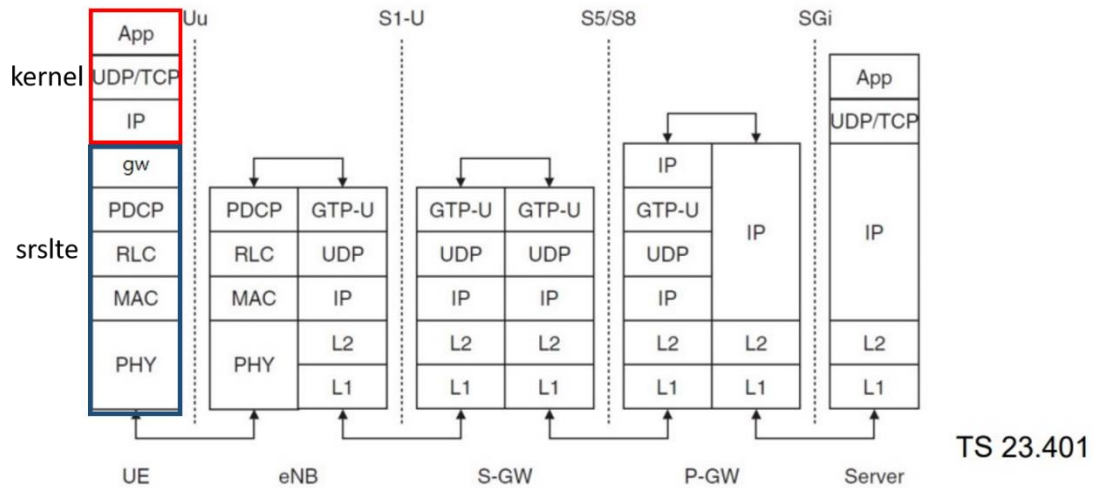 Uu S1-U S5/S8 SGi
App
kernel UDP/TCP App
IP UDP/TCP
gw IP
PDCP PDCP GTP-U GTP-U GTP-U GTP-U IP IP
srslte RLC RLC UDP UDP UDP UDP
MAC MAC IP IP IP IP
PHY PHY L2 L2 L2 L2 L2 L2
L1 L1 L1 L1 L1 L1
TS 23.401
UE eNB S-GW P-GW Server